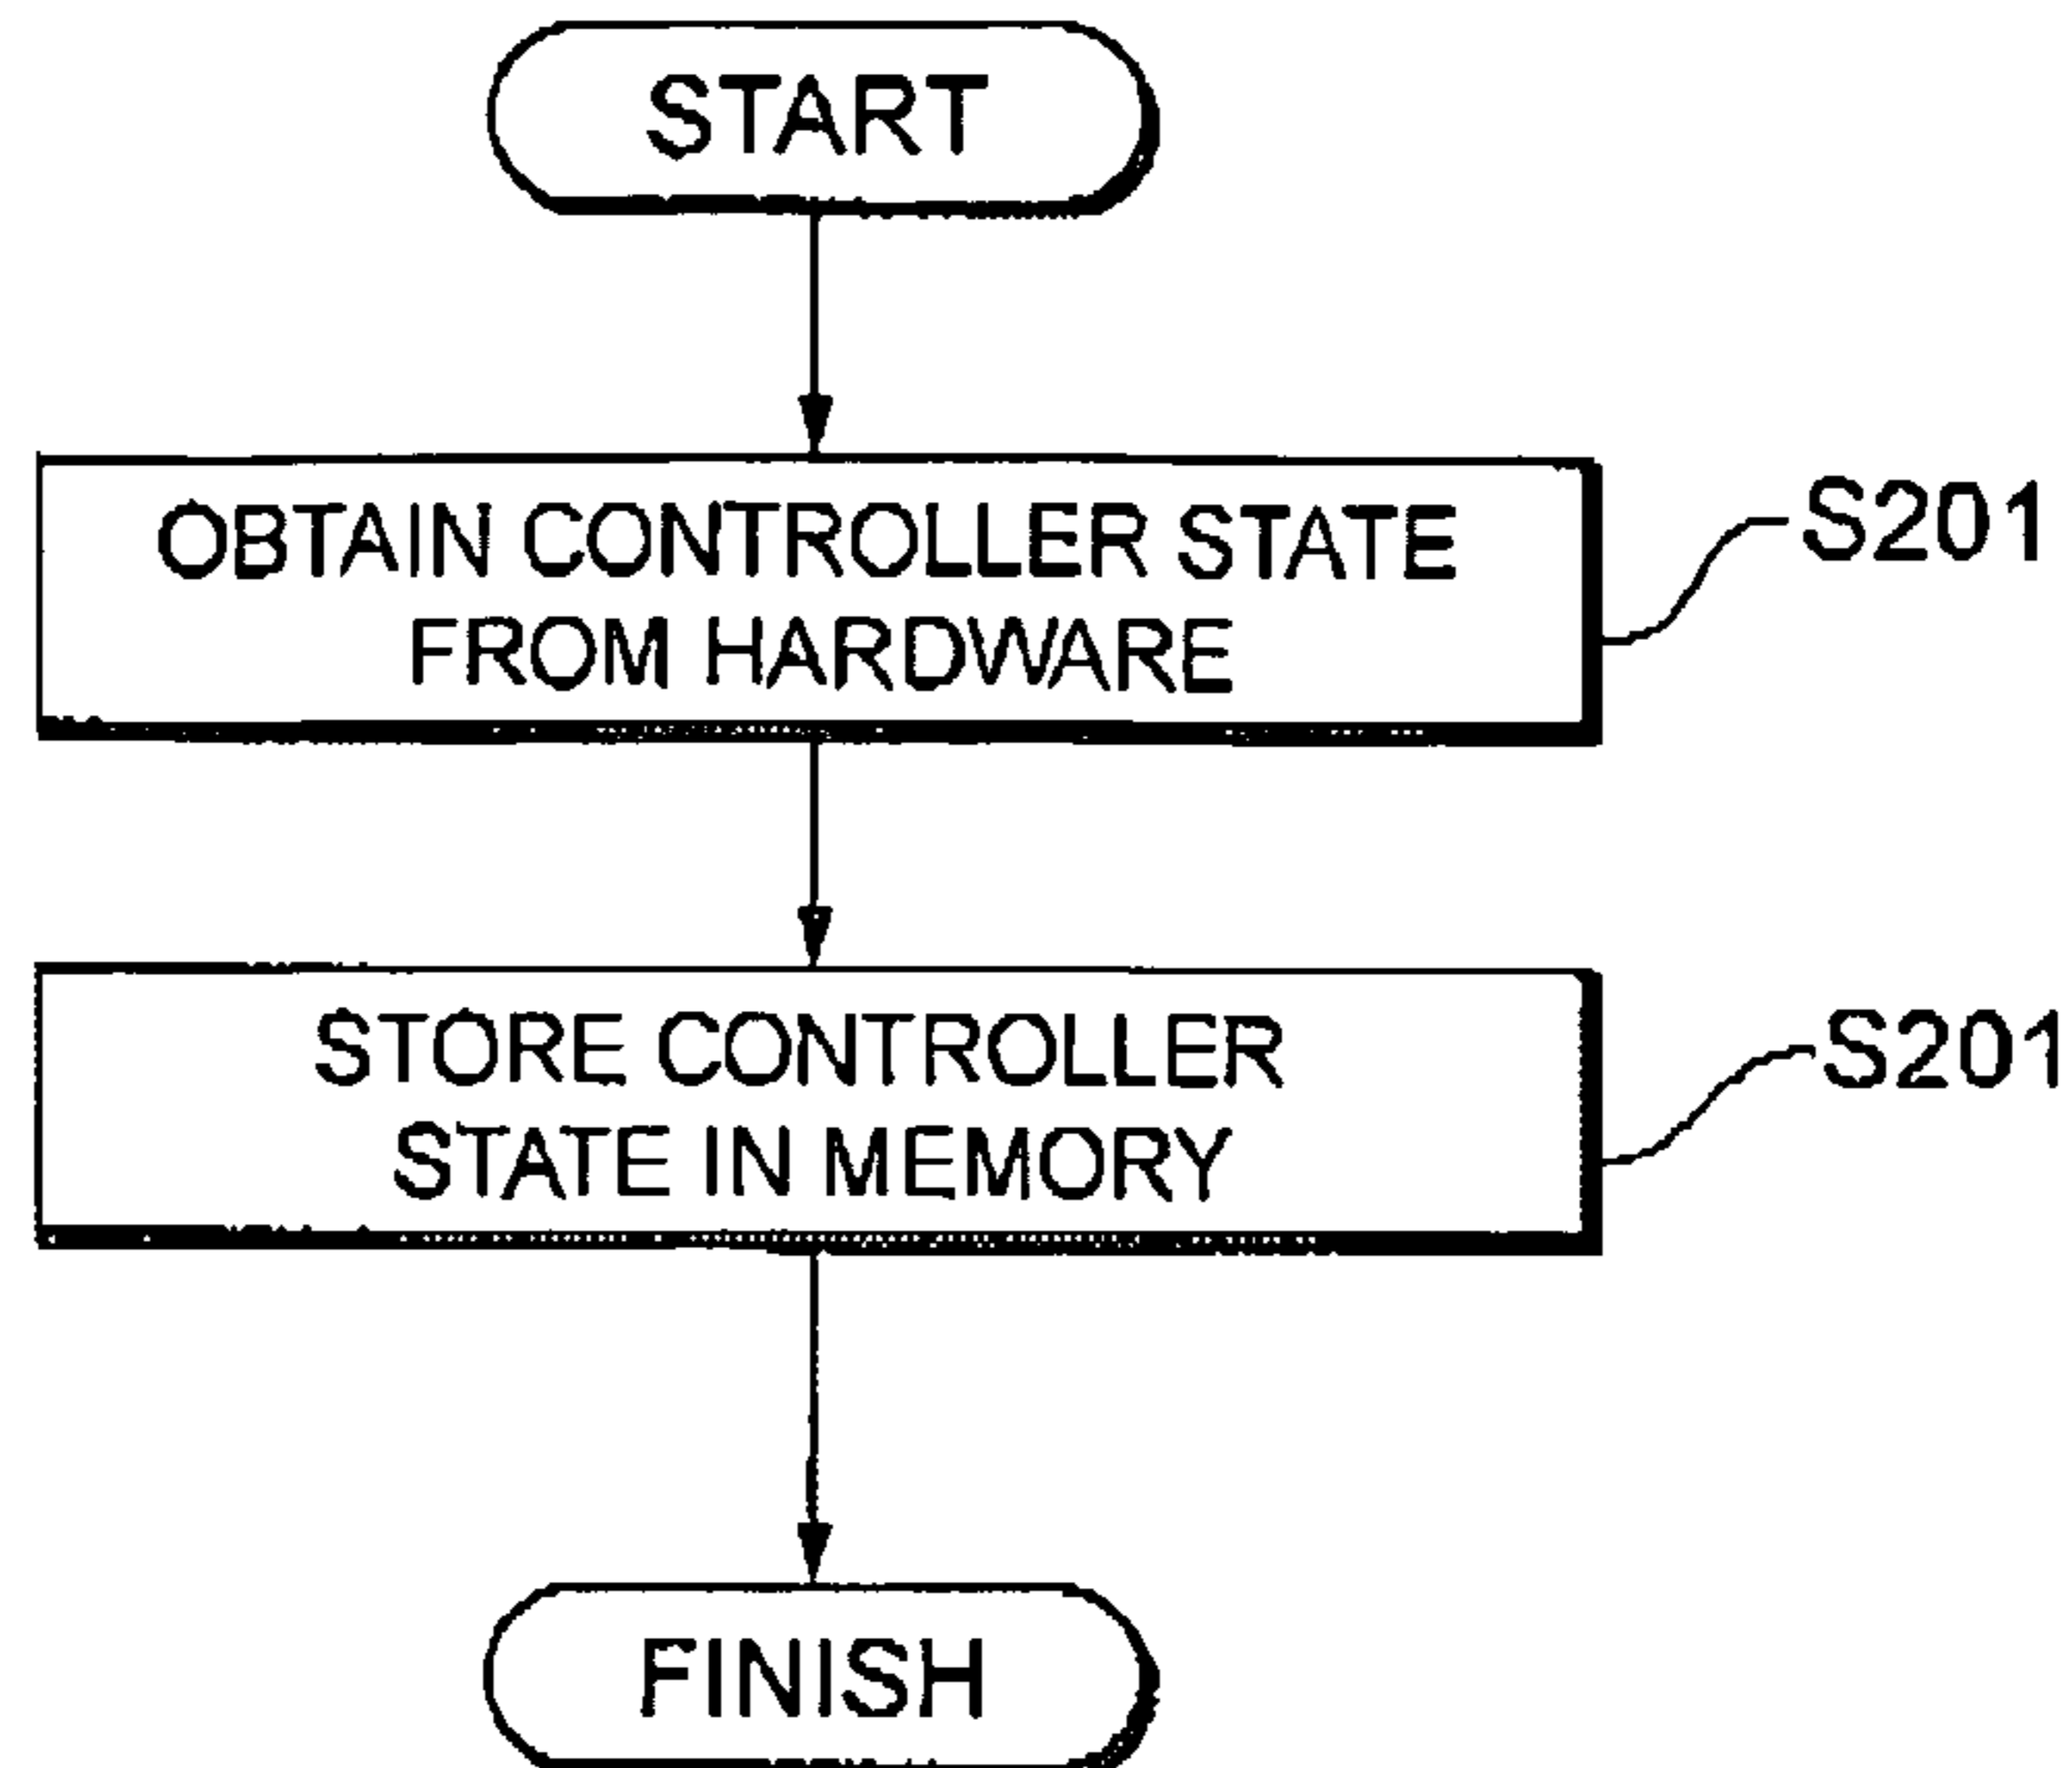 START
OBTAIN CONTROLLER STATE
FROM HARDWARE
S201
STORE CONTROLLER
STATE IN MEMORY
S201
FINISH